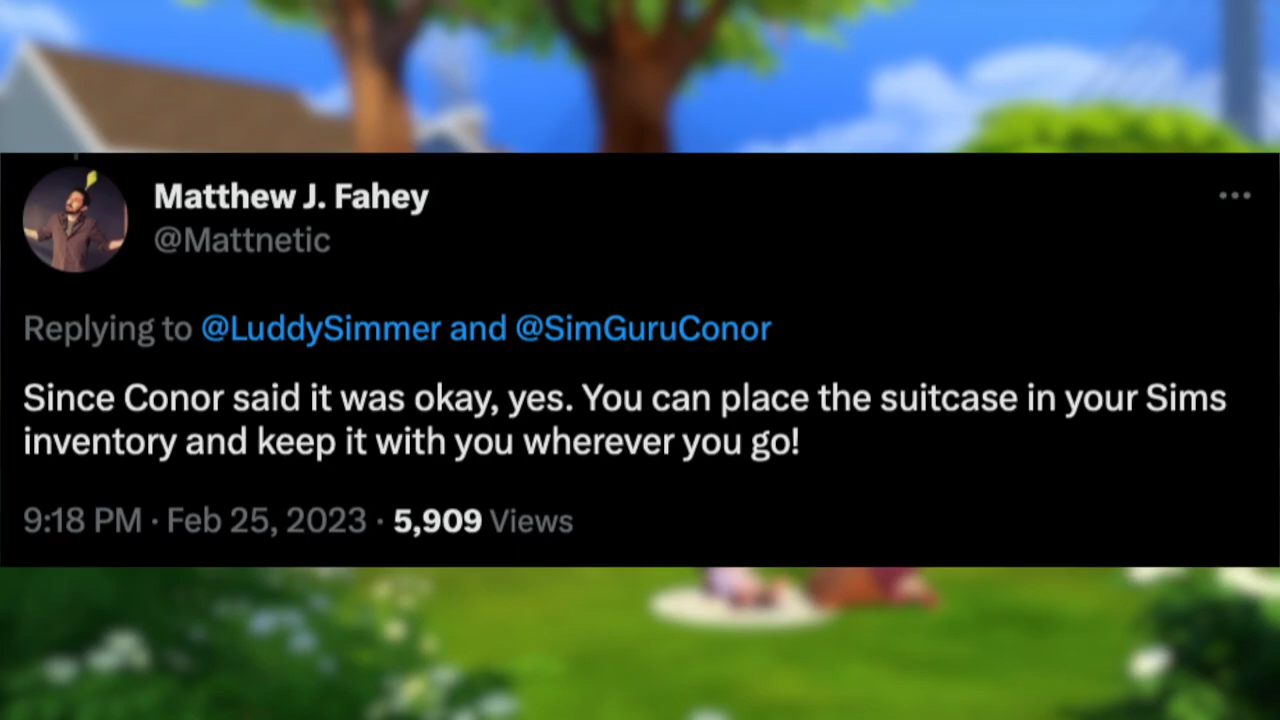 Matthew J. Fahey
@Mattnetic
Replying to @LuddySimmer and @SimGuruConor
Since Conor said it was okay, yes. You can place the suitcase in your Sims
inventory and keep it with you wherever you go!
9:18 PM · Feb 25, 2023 · 5,909 Views